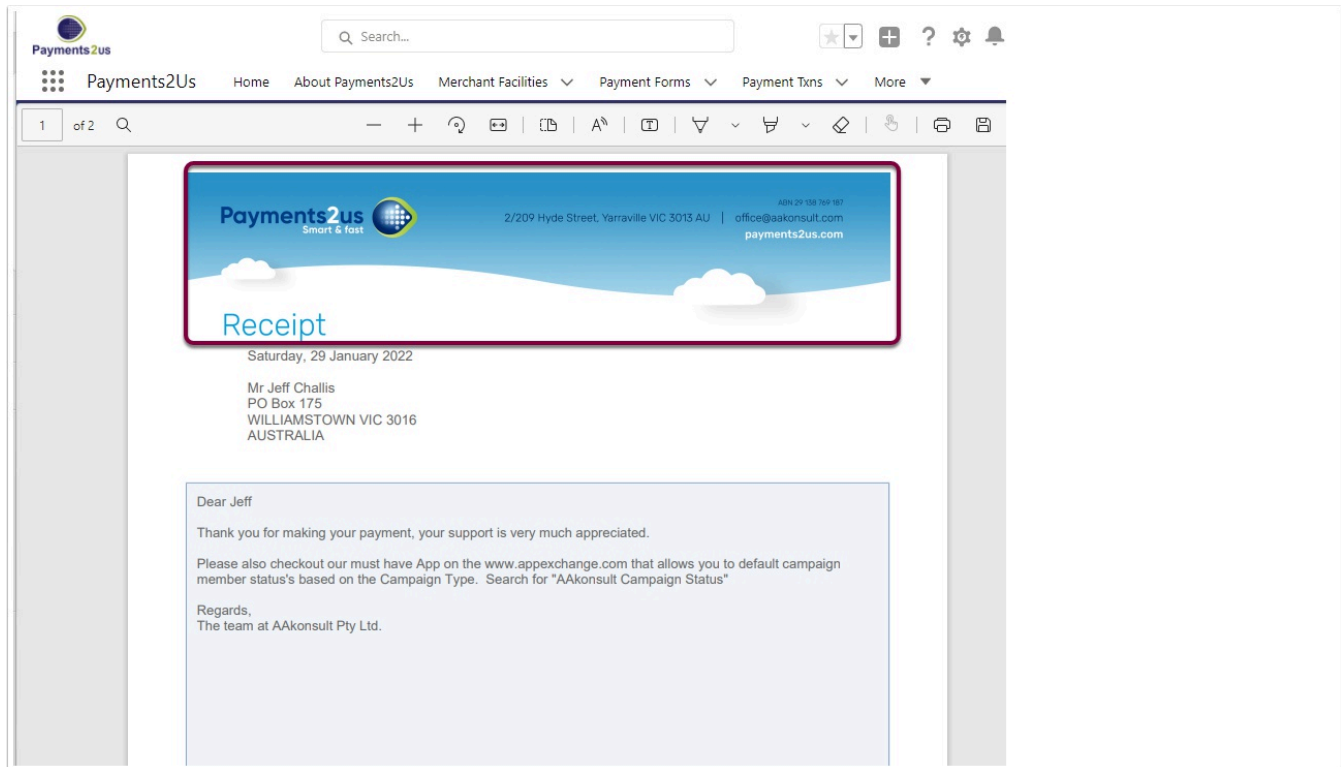 Payments2us
Search...
Payments2Us Home About Payments2Us Merchant Facilities Payment Forms Payment Txns More
1 of 2
Payments2us
Smart & fast
ABN 29 138 769 187
2/209 Hyde Street, Yarraville VIC 3013 AU | office@aakonsult.com
payments2us.com
Receipt
Saturday, 29 January 2022
Mr Jeff Challis
PO Box 175
WILLIAMSTOWN VIC 3016
AUSTRALIA
Dear Jeff
Thank you for making your payment, your support is very much appreciated.
Please also checkout our must have App on the www.appexchange.com that allows you to default campaign
member status's based on the Campaign Type. Search for "AAkonsult Campaign Status"
Regards,
The team at AAkonsult Pty Ltd.